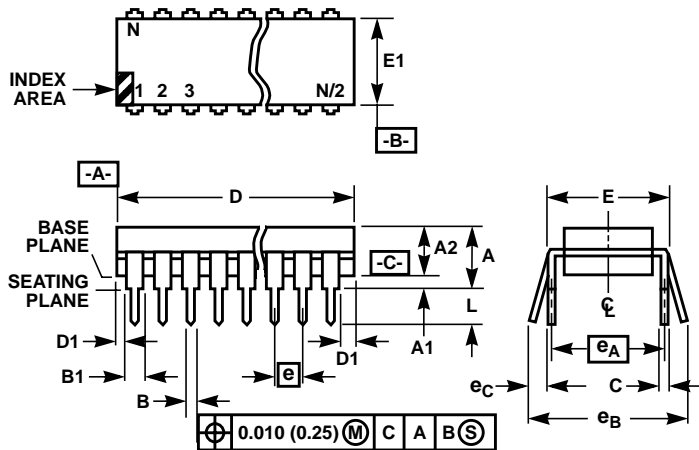 N
E1
INDEX
AREA
1 2 3 N/2
-B-
-A-
D
E
BASE
PLANE
A2
A
-C-
SEATING
PLANE
L
D1
A1
D1
B1
e
eA
B
eC
C
eB
0.010 (0.25) M C A B S
CL